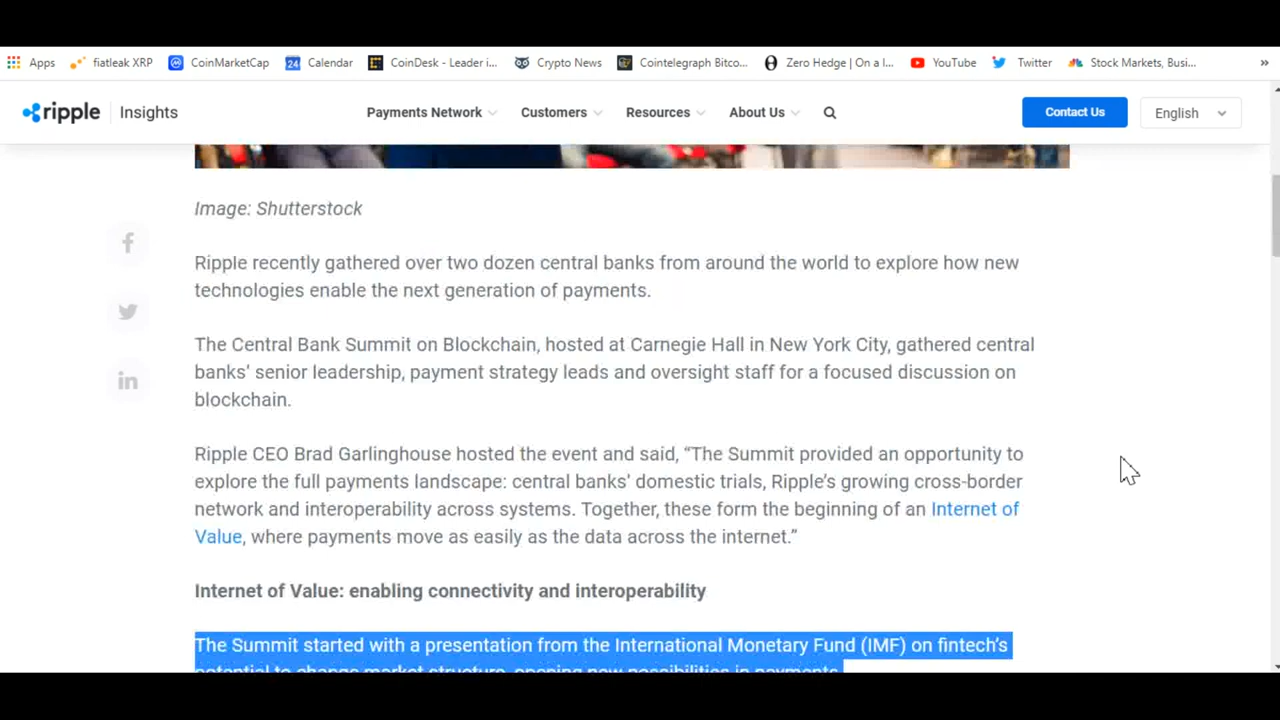 Apps fiatleak XRP CoinMarketCap 24 Calendar CoinDesk - Leader i... Crypto News Cointelegraph Bitco... Zero Hedge | On a l... YouTube Twitter Stock Markets, Busi... »
ripple Insights Payments Network Customers Resources About Us Contact Us English
Image: Shutterstock
Ripple recently gathered over two dozen central banks from around the world to explore how new
technologies enable the next generation of payments.
The Central Bank Summit on Blockchain, hosted at Carnegie Hall in New York City, gathered central
banks' senior leadership, payment strategy leads and oversight staff for a focused discussion on
blockchain.
Ripple CEO Brad Garlinghouse hosted the event and said, “The Summit provided an opportunity to
explore the full payments landscape: central banks’ domestic trials, Ripple’s growing cross-border
network and interoperability across systems. Together, these form the beginning of an Internet of
Value, where payments move as easily as the data across the internet.”
Internet of Value: enabling connectivity and interoperability
The Summit started with a presentation from the International Monetary Fund (IMF) on fintech’s
potential to change market structure, opening new possibilities in payments.